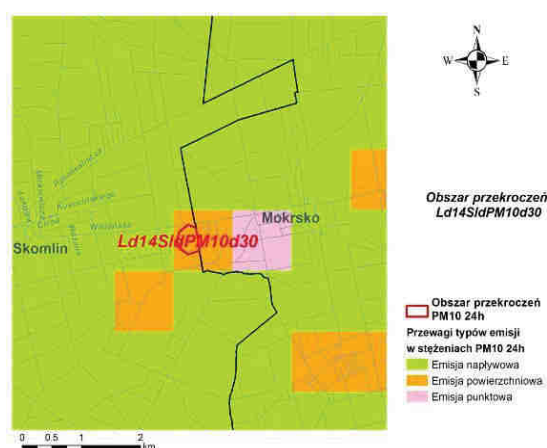 N
W E
S
Obszar przekroczeń
Ld14SldPM10d30
Mokrsko
Skomlin
Ld14SldPM10d30
Obszar przekroczeń
PM10 24h
Przewagi typów emisji
w stężeniach PM10 24h
Emisja napływowa
Emisja powierzchniowa
Emisja punktowa
0 0.5 1 2
km